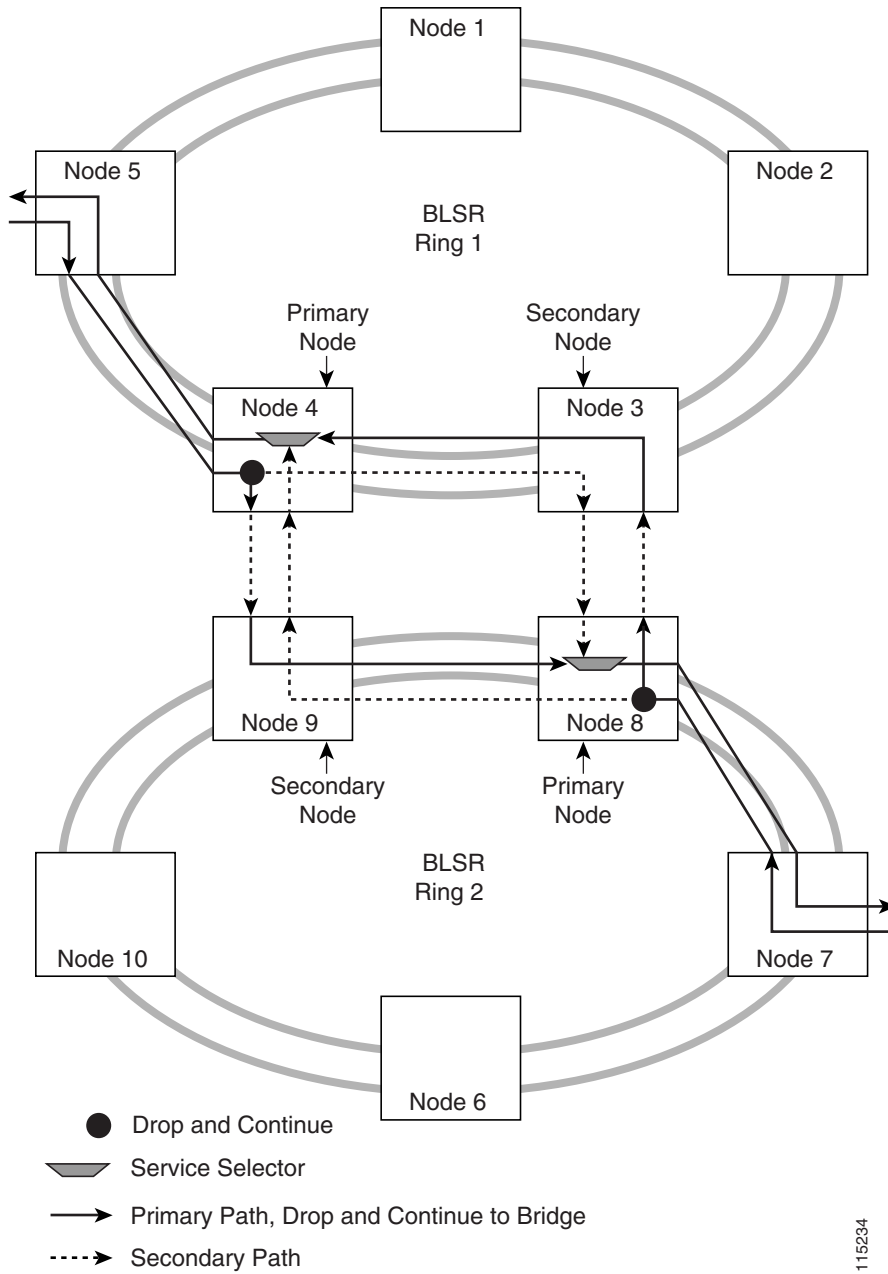 Node 1
Node 5
Node 2
BLSR
Ring 1
Primary
Node
Secondary
Node
Node 4
Node 3
Node 9
Node 8
Secondary
Node
Primary
Node
BLSR
Ring 2
Node 10
Node 7
Node 6
Drop and Continue
Service Selector
Primary Path, Drop and Continue to Bridge
Secondary Path
115234